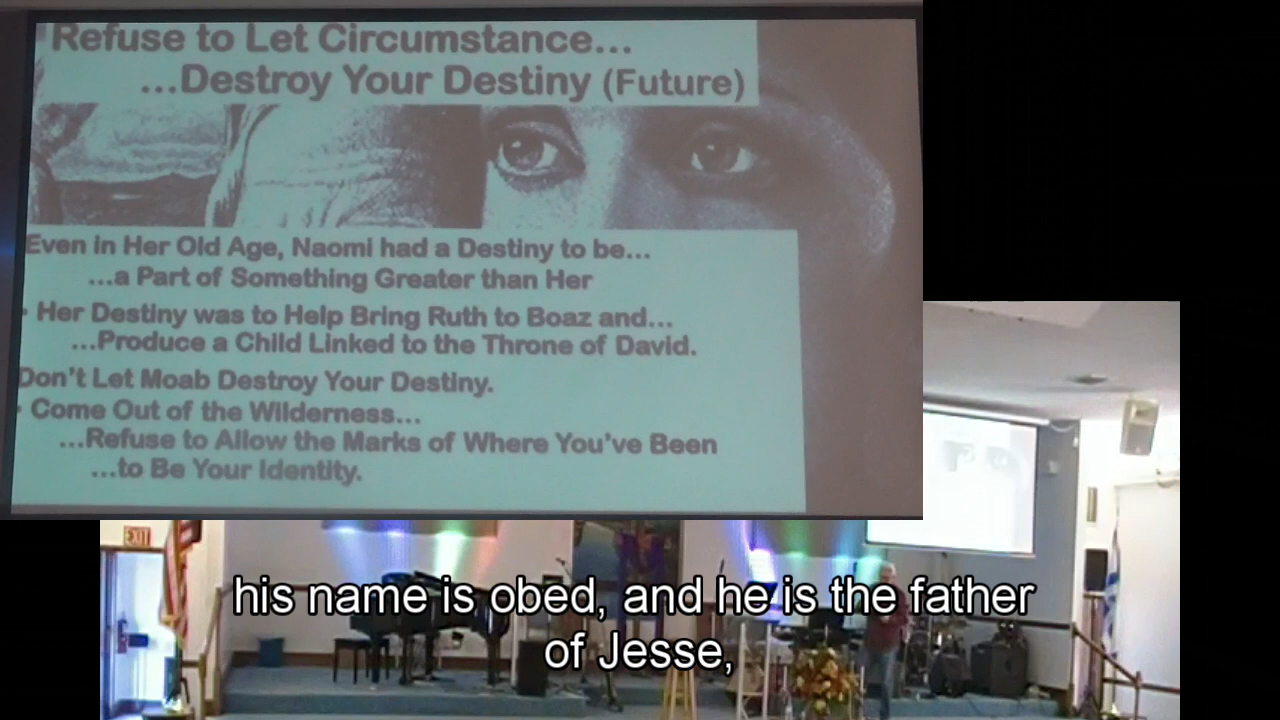 Refuse to Let Circumstance...
...Destroy Your Destiny (Future)
Even in Her Old Age, Naomi had a Destiny to be...
...a Part of Something Greater than Her
• Her Destiny was to Help Bring Ruth to Boaz and...
...Produce a Child Linked to the Throne of David.
Don't Let Moab Destroy Your Destiny.
• Come Out of the Wilderness...
...Refuse to Allow the Marks of Where You've Been
...to Be Your Identity.
EXIT
his name is obed, and he is the father
of Jesse,